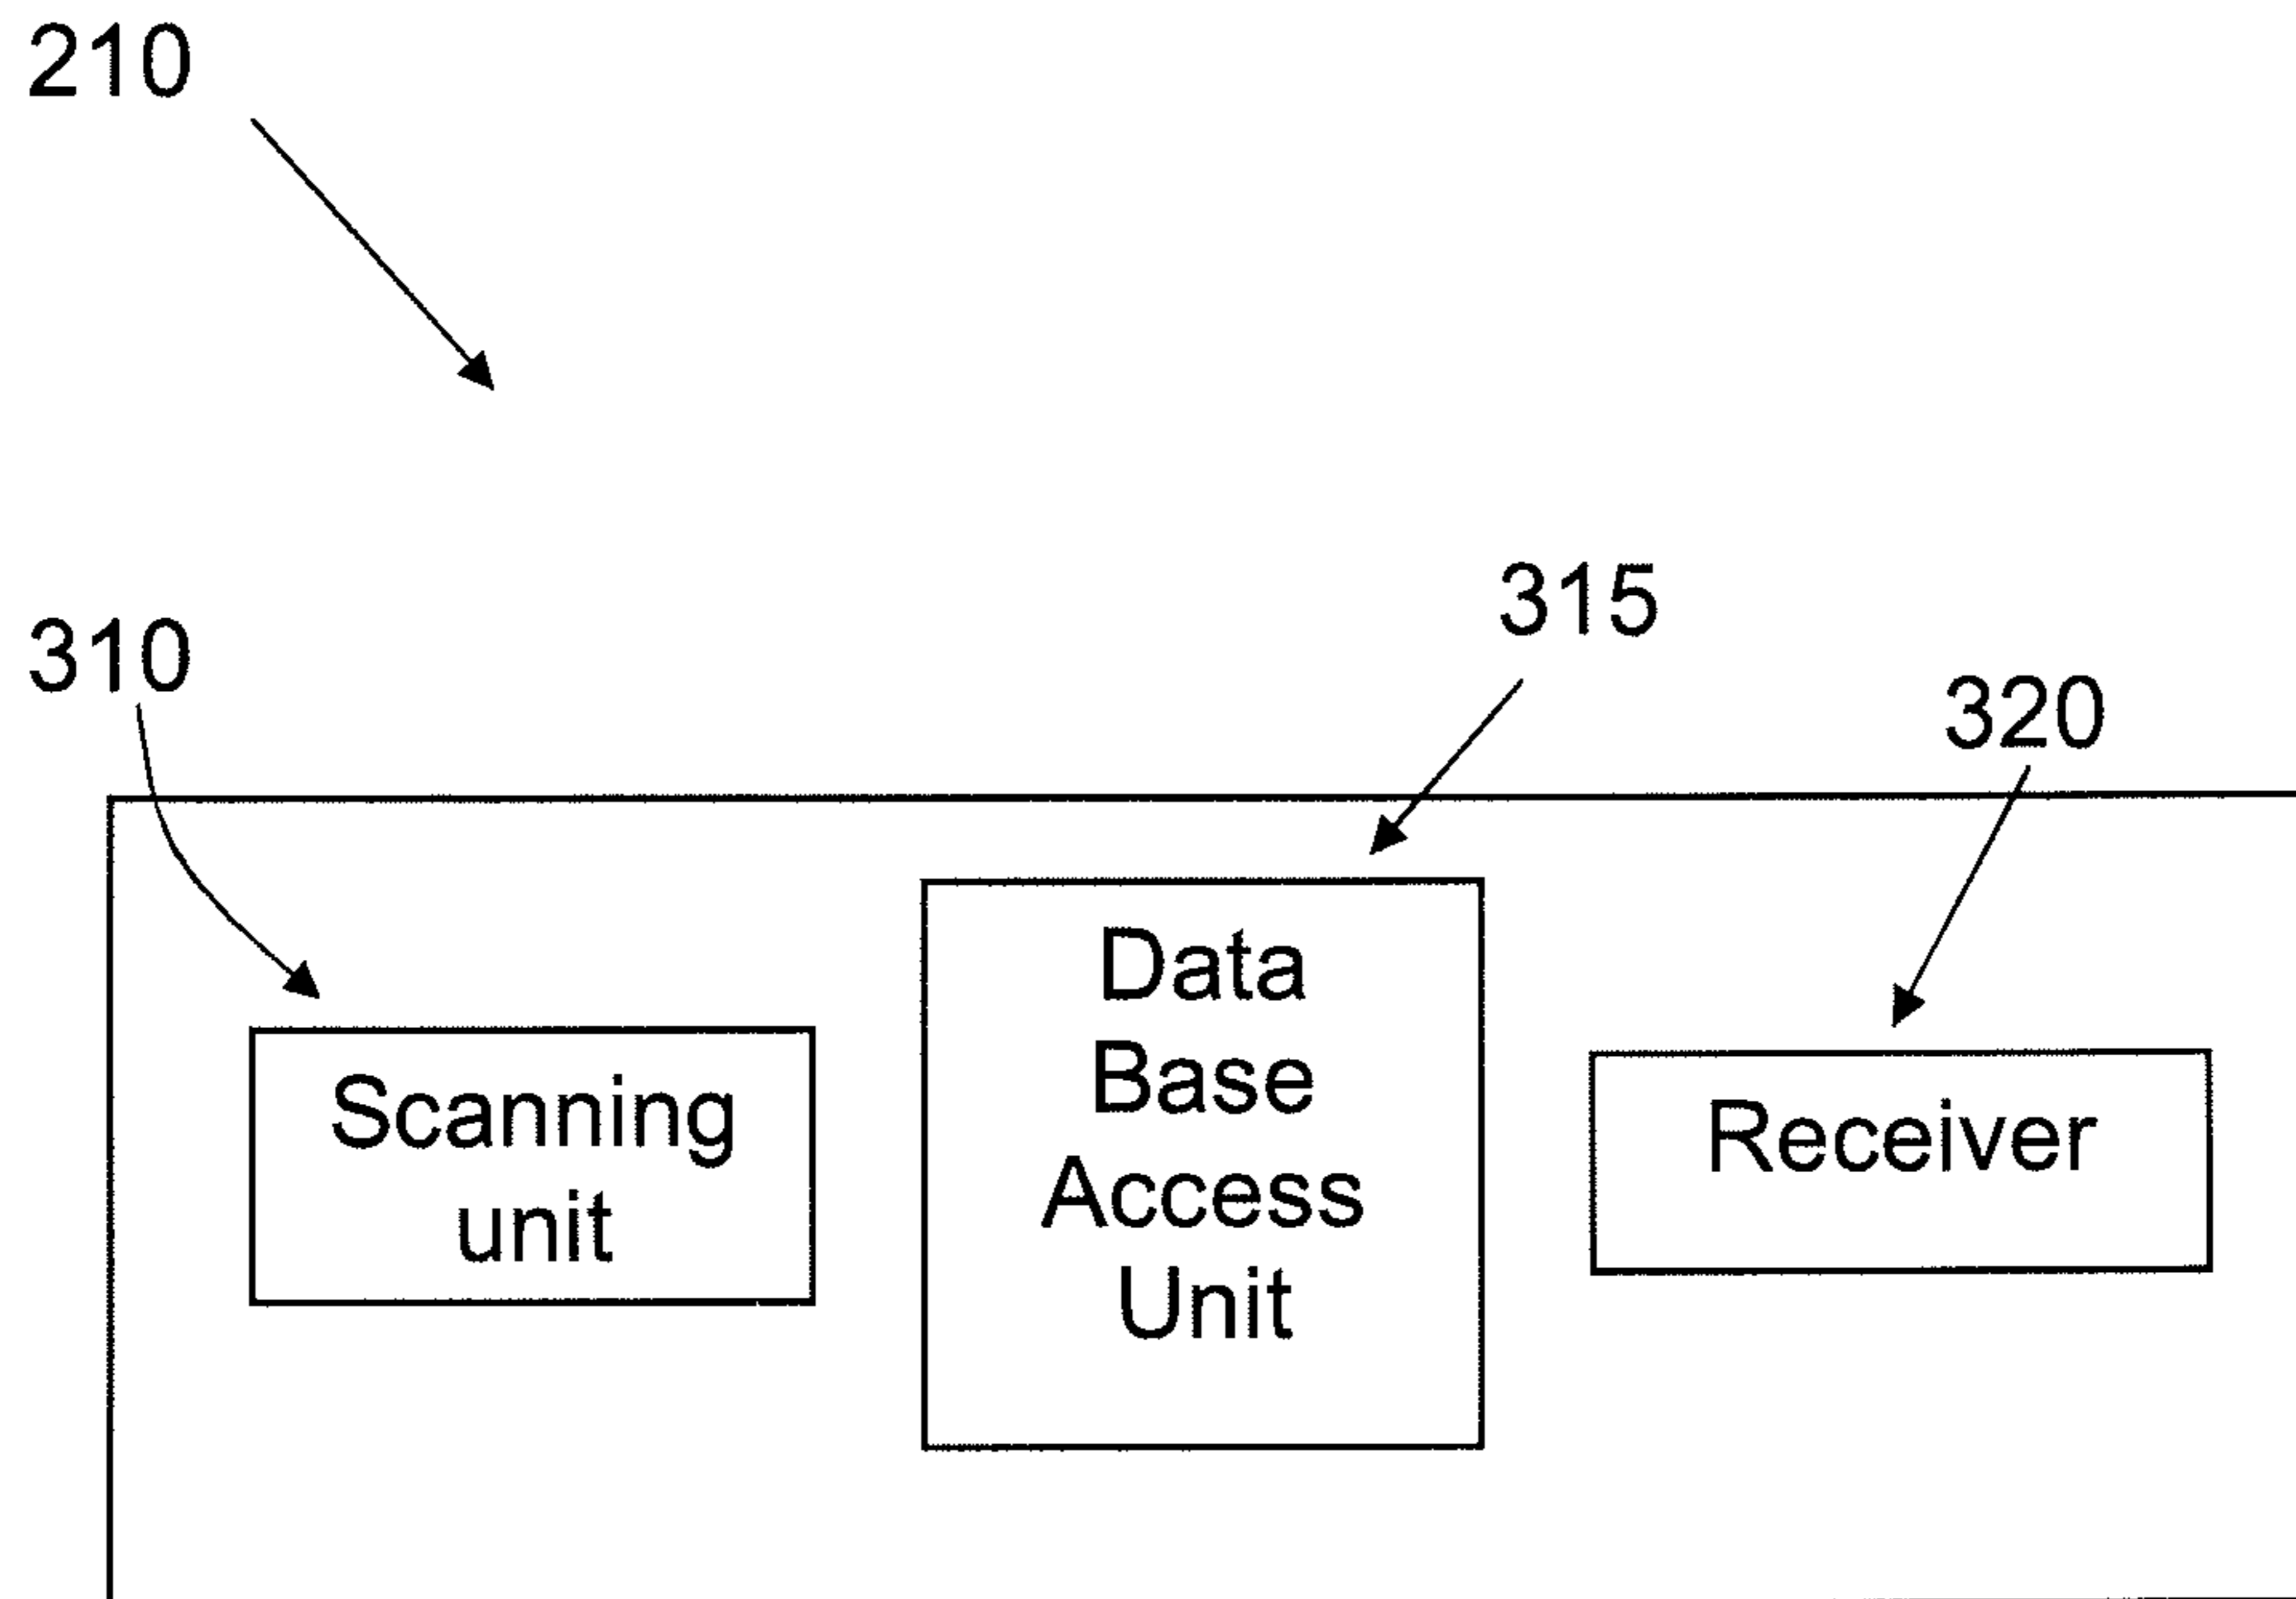 210
310
315
320
Scanning
unit
Data
Base
Access
Unit
Receiver